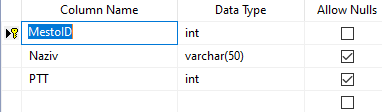 Column Name Data Type Allow Nulls
MestoID int
Naziv varchar(50)
PTT int